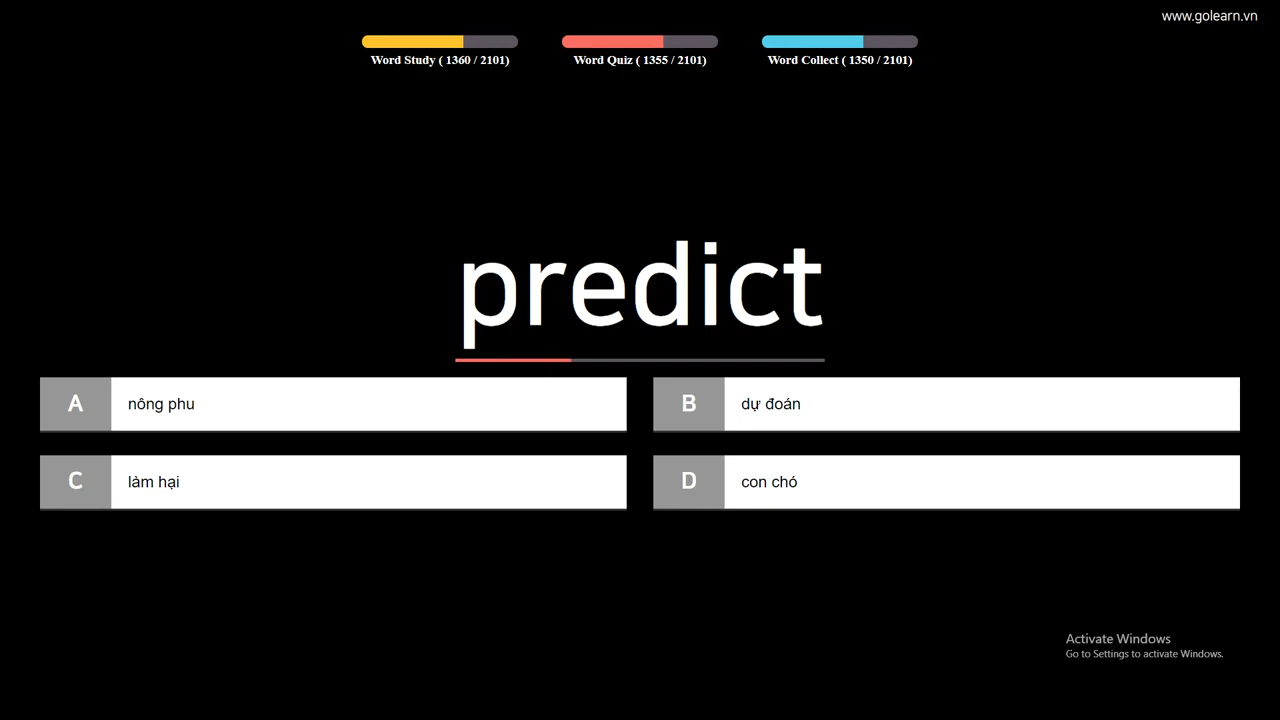 www.golearn.vn
Word Study ( 1360 / 2101) Word Quiz ( 1355 / 2101) Word Collect ( 1350 / 2101)
predict
A nông phu B dự đoán
C làm hại D con chó
Activate Windows
Go to Settings to activate Windows.